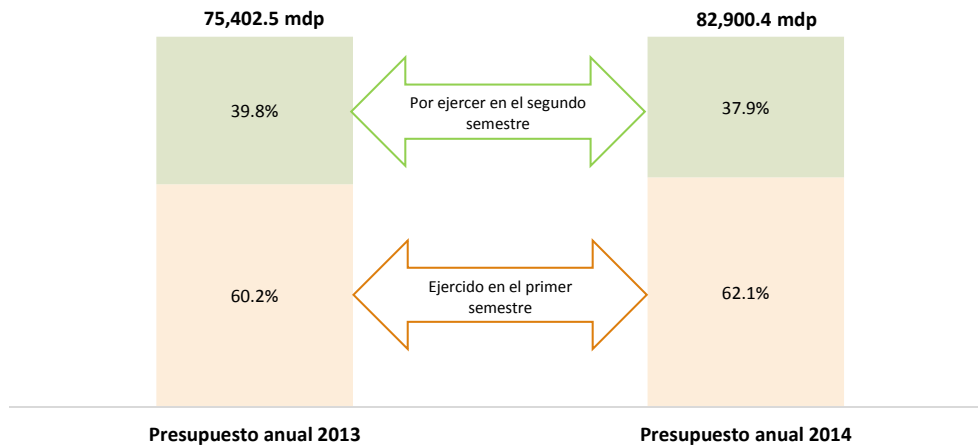 75,402.5 mdp
82,900.4 mdp
39.8%
Por ejercer en el segundo
semestre
37.9%
60.2%
Ejercido en el primer
semestre
62.1%
Presupuesto anual 2013
Presupuesto anual 2014